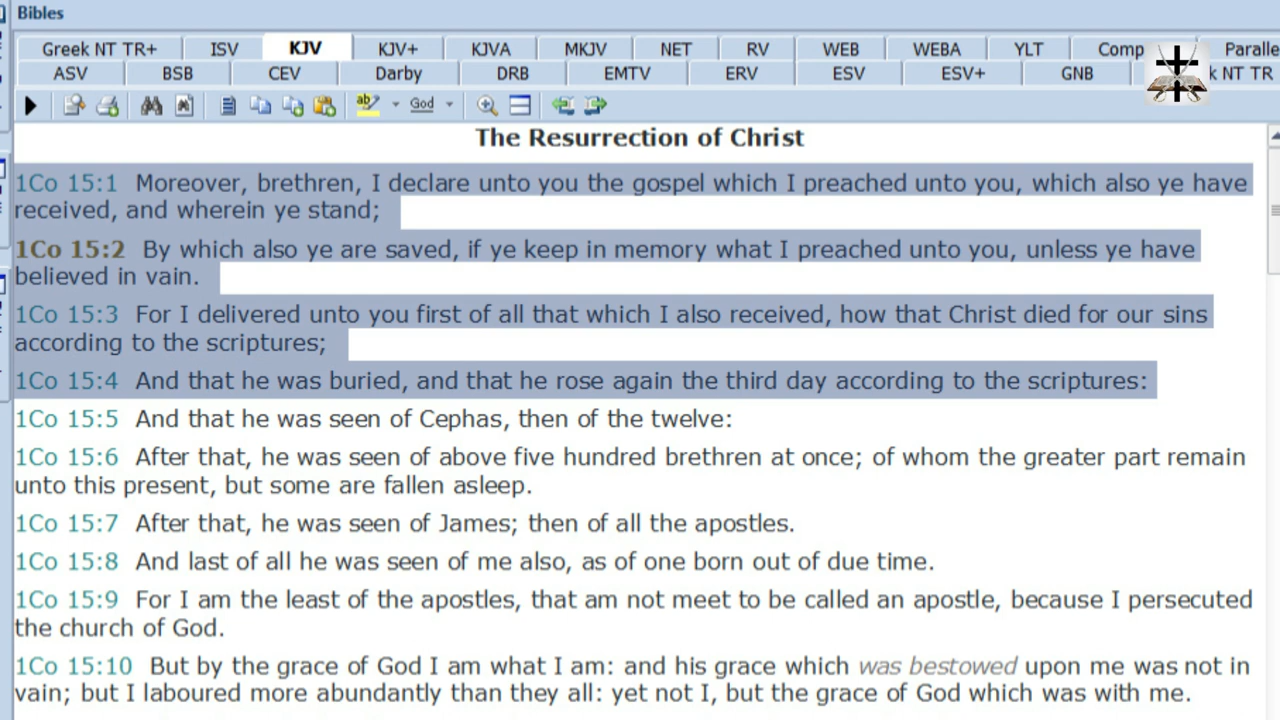 Bibles
Greek NT TR+ ISV KJV KJV+ KJVA MKJV NET RV WEB WEBA YLT Comp Paralle
ASV BSB CEV Darby DRB EMTV ERV ESV ESV+ GNB k NT TR
ab God
The Resurrection of Christ
1Co 15:1 Moreover, brethren, I declare unto you the gospel which I preached unto you, which also ye have
received, and wherein ye stand;
1Co 15:2 By which also ye are saved, if ye keep in memory what I preached unto you, unless ye have
believed in vain.
1Co 15:3 For I delivered unto you first of all that which I also received, how that Christ died for our sins
according to the scriptures;
1Co 15:4 And that he was buried, and that he rose again the third day according to the scriptures:
1Co 15:5 And that he was seen of Cephas, then of the twelve:
1Co 15:6 After that, he was seen of above five hundred brethren at once; of whom the greater part remain
unto this present, but some are fallen asleep.
1Co 15:7 After that, he was seen of James; then of all the apostles.
1Co 15:8 And last of all he was seen of me also, as of one born out of due time.
1Co 15:9 For I am the least of the apostles, that am not meet to be called an apostle, because I persecuted
the church of God.
1Co 15:10 But by the grace of God I am what I am: and his grace which was bestowed upon me was not in
vain; but I laboured more abundantly than they all: yet not I, but the grace of God which was with me.